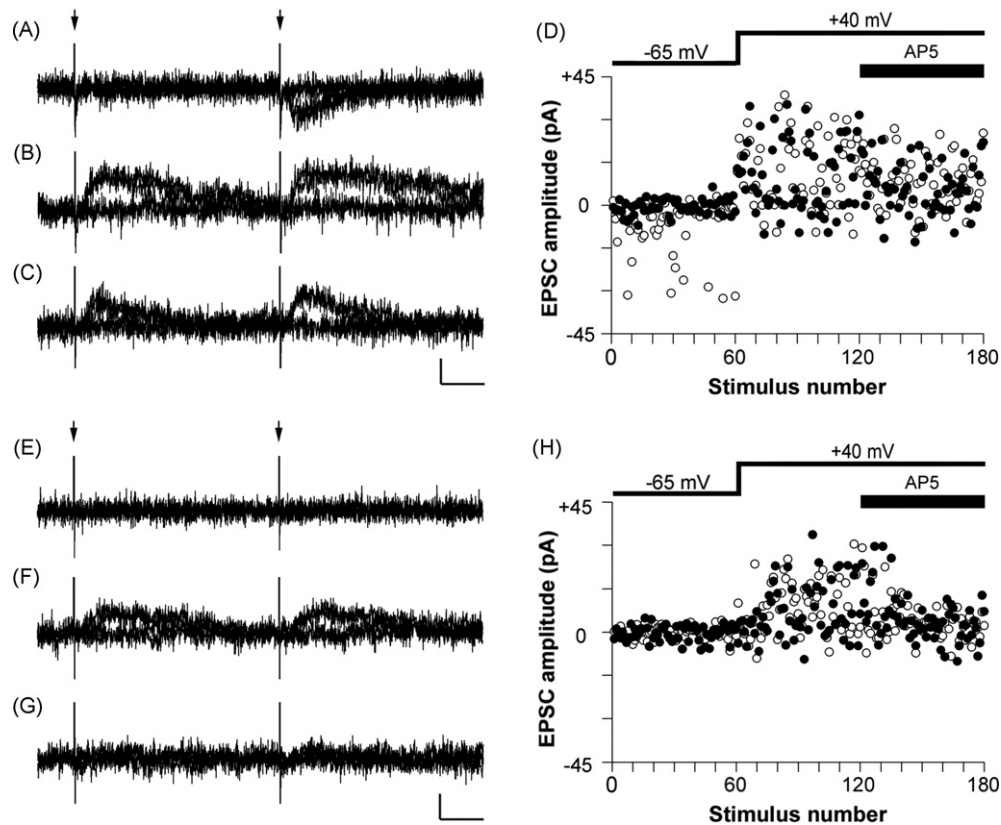 (A)
(B)
(C)
(D)
+40 mV
-65 mV
AP5
+45
0
-45
EPSC amplitude (pA)
0
60
120
180
Stimulus number
(E)
(F)
(G)
(H)
+40 mV
-65 mV
AP5
+45
0
-45
EPSC amplitude (pA)
0
60
120
180
Stimulus number